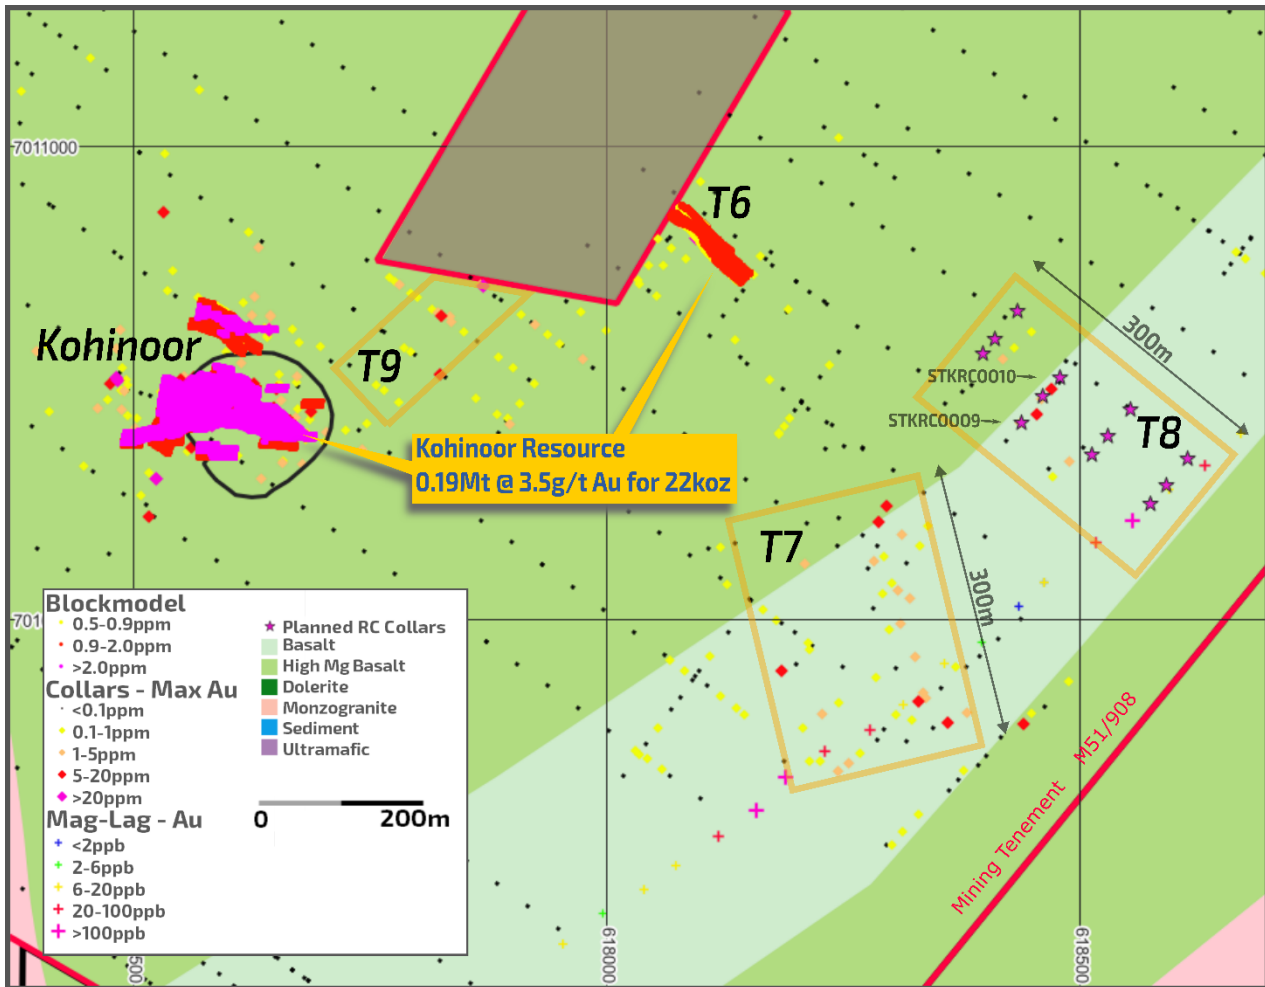 7011000
T6
Kohinoor
T9
300m
STKRC0010
STKRC0009
T8
Kohinoor Resource
0.19Mt @ 3.5g/t Au for 22koz
T7
300m
701
Blockmodel
0.5-0.9ppm
0.9-2.0ppm
>2.0ppm
Collars - Max Au
<0.1ppm
0.1-1ppm
1-5ppm
5-20ppm
>20ppm
Mag-Lag - Au
<2ppb
2-6ppb
6-20ppb
20-100ppb
>100ppb
Planned RC Collars
Basalt
High Mg Basalt
Dolerite
Monzogranite
Sediment
Ultramafic
0 200m
Mining Tenement M51/908
500
618000
618500